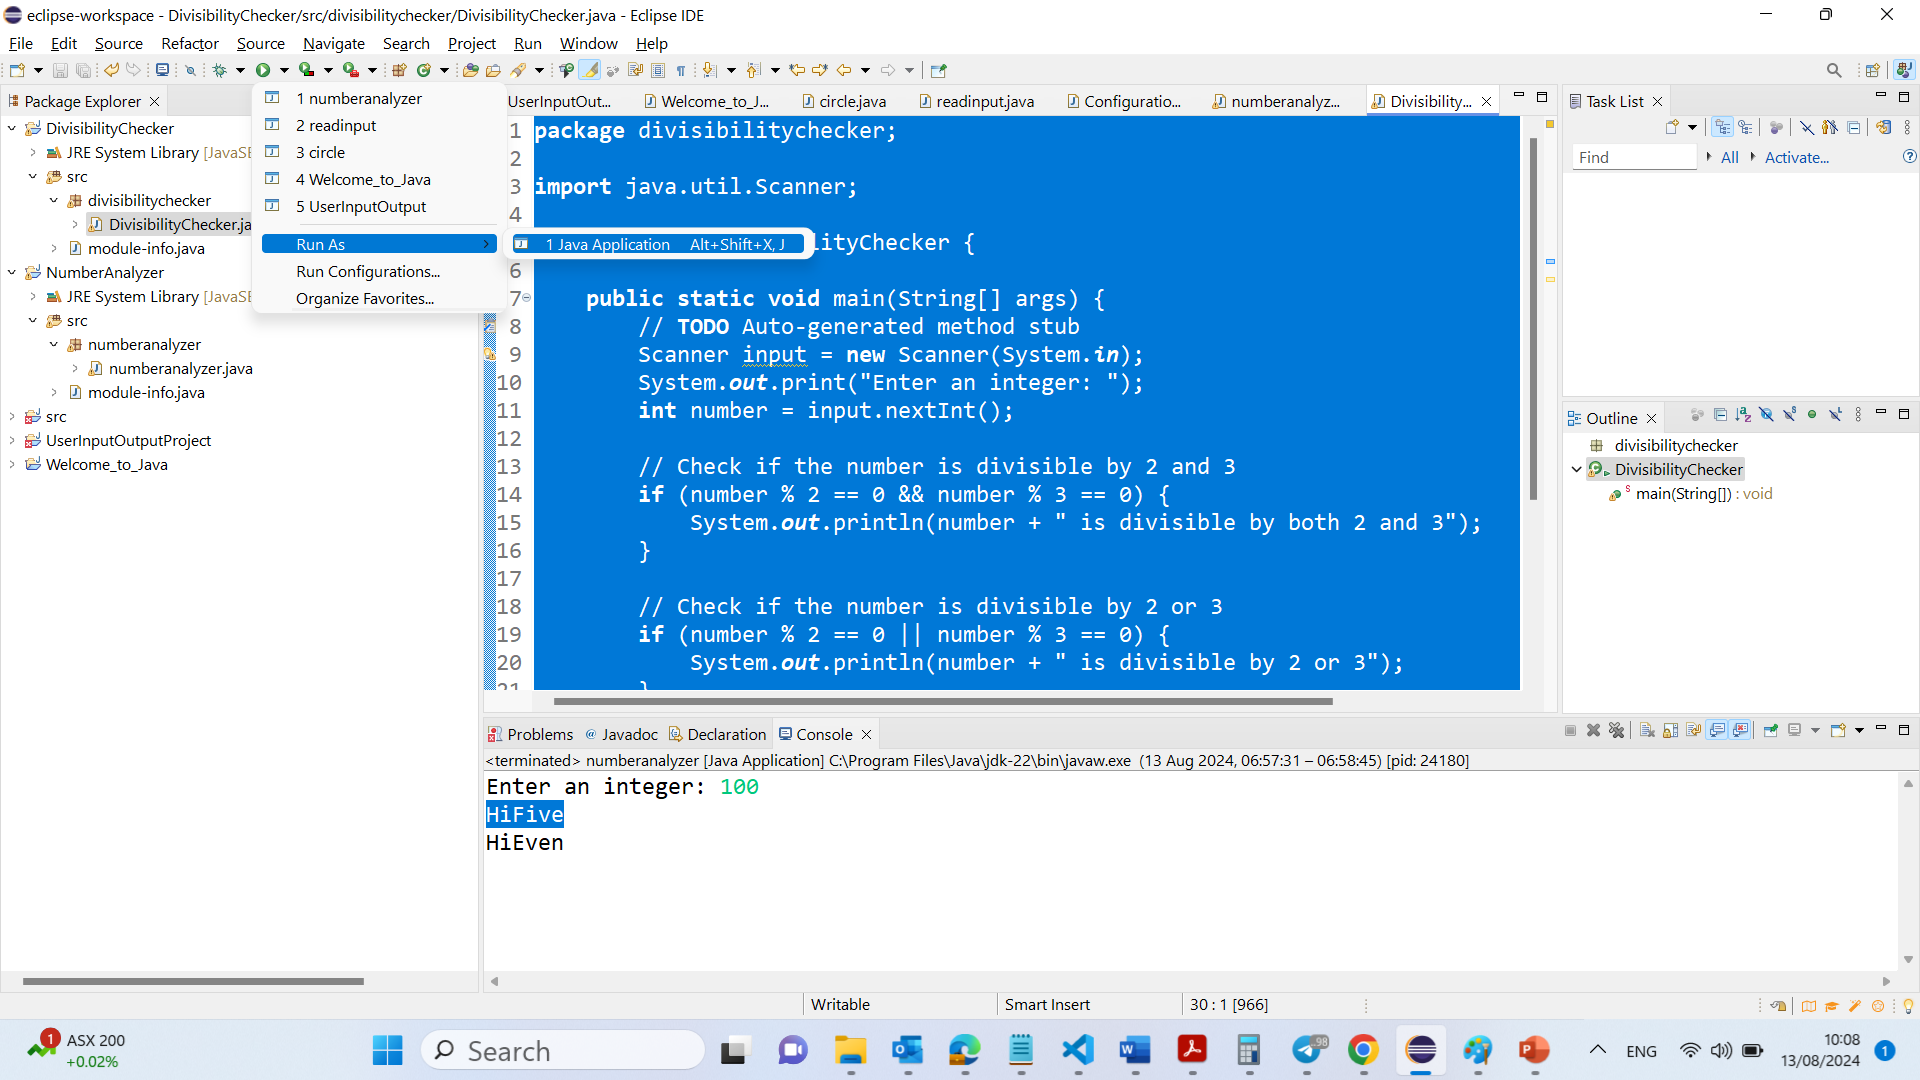 eclipse-workspace - DivisibilityChecker/src/divisibilitychecker/DivisibilityChecker.java - Eclipse IDE
File Edit Source Refactor Source Navigate Search Project Run Window Help
Package Explorer
DivisibilityChecker
JRE System Library [JavaSE
src
divisibilitychecker
DivisibilityChecker.ja
module-info.java
NumberAnalyzer
JRE System Library [JavaSE
src
numberanalyzer
numberanalyzer.java
module-info.java
src
UserInputOutputProject
Welcome_to_Java
1 numberanalyzer
2 readinput
3 circle
4 Welcome_to_Java
5 UserInputOutput
Run As
Run Configurations...
Organize Favorites...
1 Java Application Alt+Shift+X, J
UserInputOut... Welcome_to_J... circle.java readinput.java Configuratio... numberanalyz... Divisibility...
1 package divisibilitychecker;
2
3 import java.util.Scanner;
4
lityChecker {
6
7 public static void main(String[] args) {
8 // TODO Auto-generated method stub
9 Scanner input = new Scanner(System.in);
10 System.out.print("Enter an integer: ");
11 int number = input.nextInt();
12
13 // Check if the number is divisible by 2 and 3
14 if (number % 2 == 0 && number % 3 == 0) {
15 System.out.println(number + " is divisible by both 2 and 3");
16 }
17
18 // Check if the number is divisible by 2 or 3
19 if (number % 2 == 0 || number % 3 == 0) {
20 System.out.println(number + " is divisible by 2 or 3");
21 }
Task List
Find All Activate...
Outline
divisibilitychecker
DivisibilityChecker
main(String[]) : void
Problems Javadoc Declaration Console
<terminated> numberanalyzer [Java Application] C:\Program Files\Java\jdk-22\bin\javaw.exe (13 Aug 2024, 06:57:31 – 06:58:45) [pid: 24180]
Enter an integer: 100
HiFive
HiEven
Writable Smart Insert 30 : 1 [966]
1
ASX 200
+0.02%
Search
98
ENG
10:08
13/08/2024
1